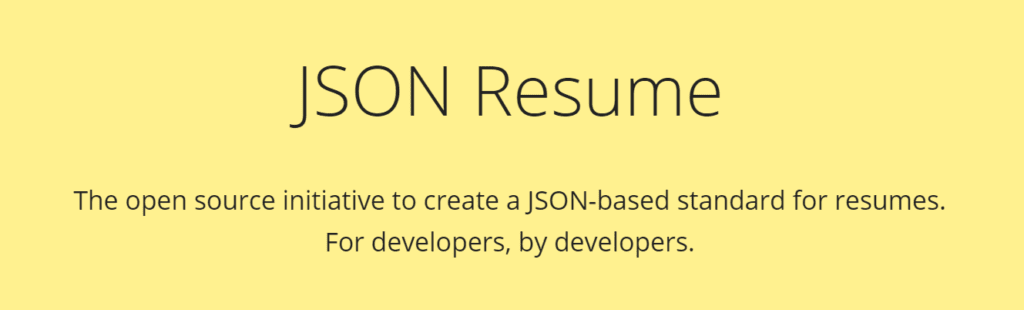 JSON Resume
The open source initiative to create a JSON-based standard for resumes.
For developers, by developers.